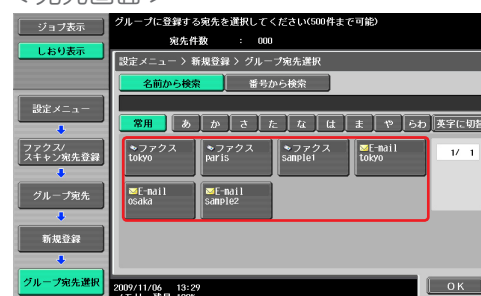 ジョブ表示
しおり表示
設定メニュー
ファクス/
スキャン宛先登録
グループ宛先
新規登録
グループ宛先選択
グループに登録する宛先を選択してください(500件まで可能)
宛先件数 : 000
設定メニュー > 新規登録 > グループ宛先選択
名前から検索 番号から検索
常用 あ か さ た な は ま や らわ 英字に切替
ファクス ファクス ファクス E-mail
tokyo paris sample1 tokyo
1/ 1
E-mail E-mail
osaka sample2
2009/11/06 13:29
OK